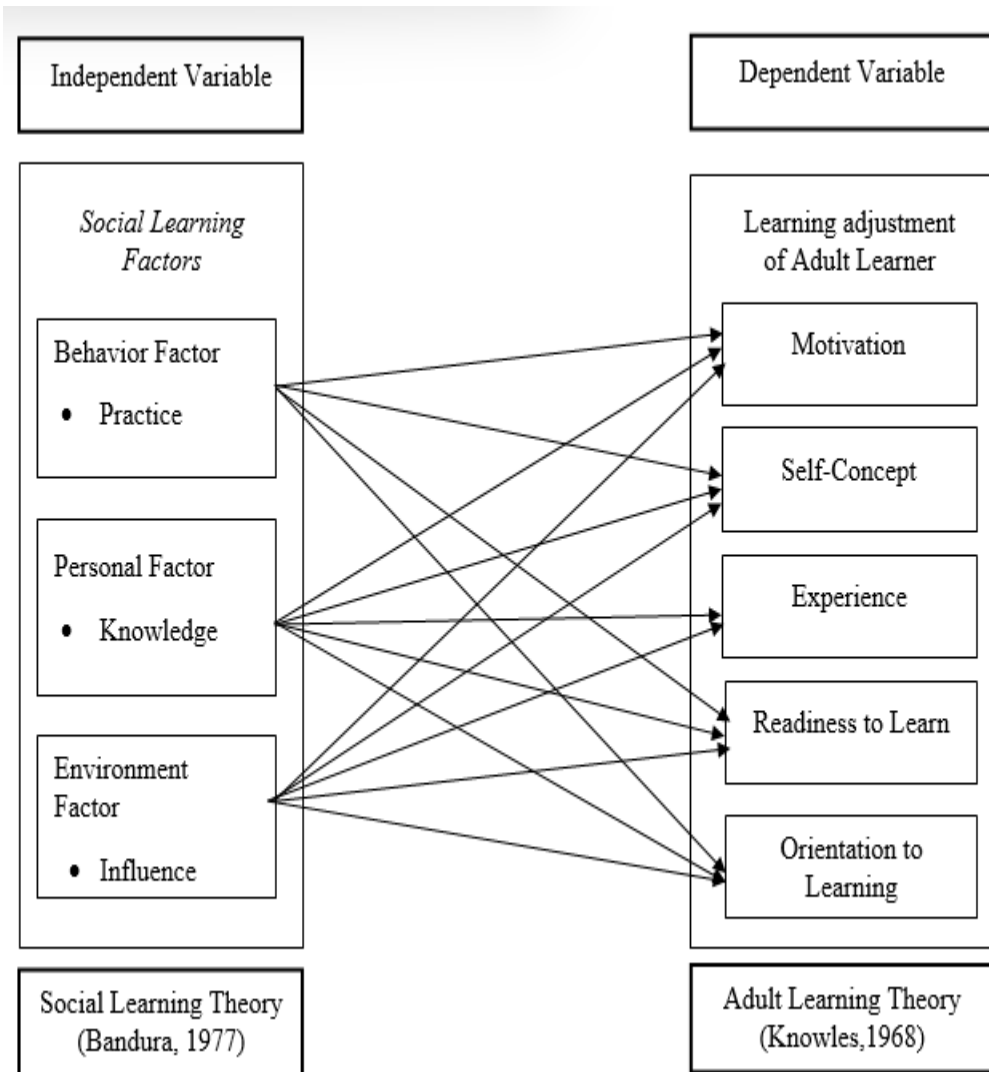 Independent Variable
Dependent Variable
Social Learning
Factors
Behavior Factor
• Practice
Personal Factor
• Knowledge
Environment
Factor
• Influence
Social Learning Theory
(Bandura, 1977)
Learning adjustment
of Adult Learner
Motivation
Self-Concept
Experience
Readiness to Learn
Orientation to
Learning
Adult Learning Theory
(Knowles,1968)